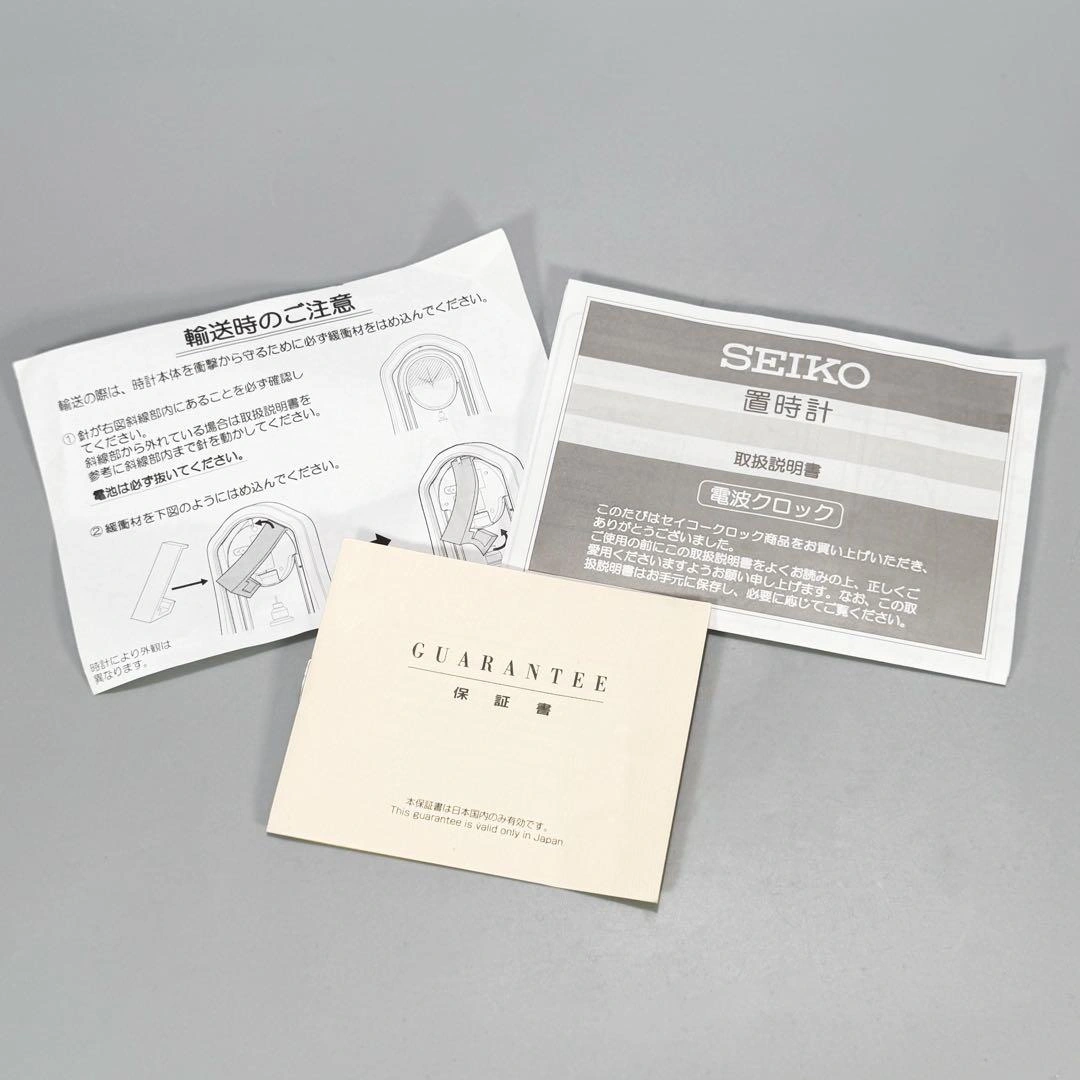 輸送時のご注意
輸送の際は、時計本体を衝撃から守るために必ず緩衝材をはめ込んでください。
①針が右図斜線部内にあることを必ず確認し
てください。
斜線部から外れている場合は取扱説明書を
参考に斜線部内まで針を動かしてください。
電池は必ず抜いてください。
②緩衝材を下図のようにはめ込んでください。
時計により外観は
異なります。
SEIKO
置時計
取扱説明書
電波クロック
このたびはセイコークロック商品をお買い上げいただき、
ありがとうございました。
ご使用の前にこの取扱説明書をよくお読みの上、正しくご
愛用くださいますようお願い申し上げます。なお、この取
扱説明書はお手元に保存し、必要に応じてご覧ください。
GUARANTEE
保証書
本保証書は日本国内のみ有効です。
This guarantee is valid only in Japan